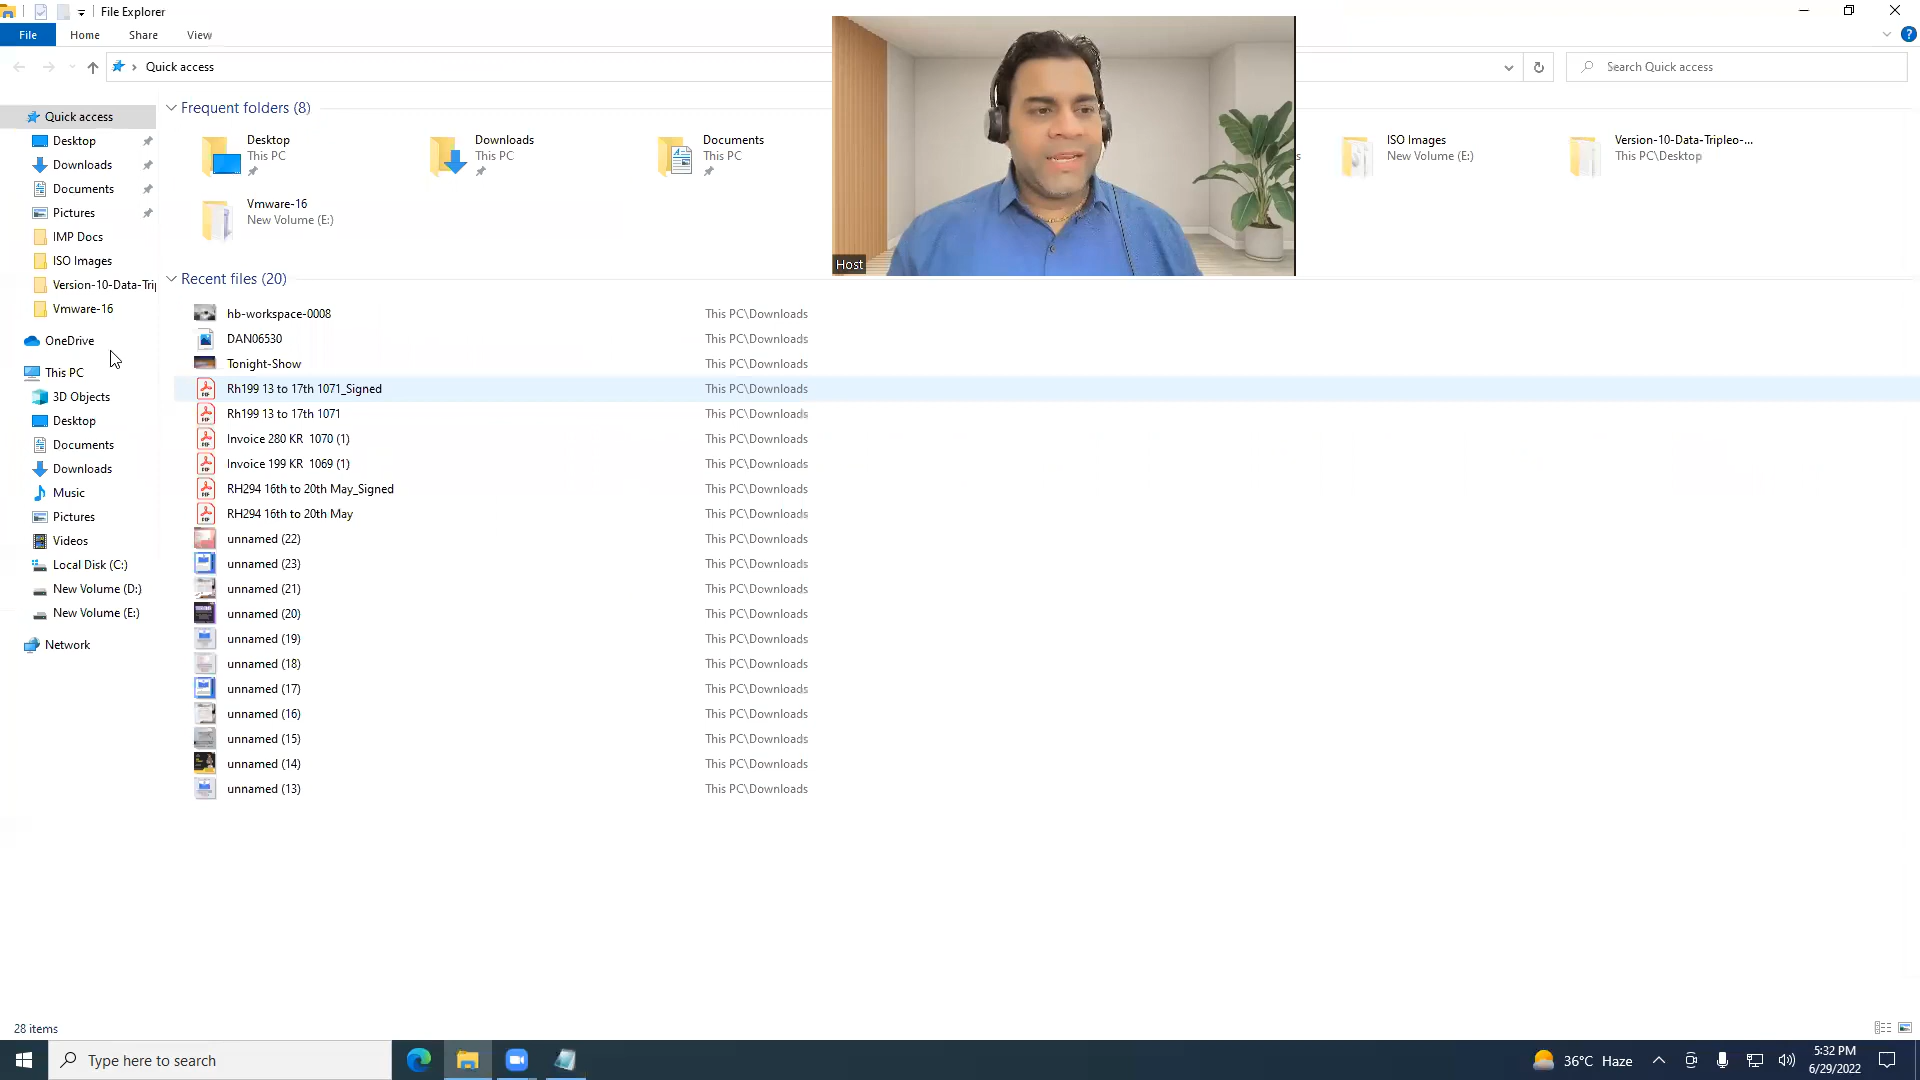 File Explorer
File Home Share View
Quick access
Search Quick access
Quick access
Desktop
Downloads
Documents
Pictures
IMP Docs
ISO Images
Version-10-Data-Trip
Vmware-16
OneDrive
This PC
3D Objects
Desktop
Documents
Downloads
Music
Pictures
Videos
Local Disk (C:)
New Volume (D:)
New Volume (E:)
Network
Frequent folders (8)
Desktop
This PC
Downloads
This PC
Documents
This PC
ISO Images
New Volume (E:)
Version-10-Data-Tripleo-...
This PC\Desktop
Vmware-16
New Volume (E:)
Host
Recent files (20)
hb-workspace-0008 This PC\Downloads
DAN06530 This PC\Downloads
Tonight-Show This PC\Downloads
Rh199 13 to 17th 1071_Signed This PC\Downloads
Rh199 13 to 17th 1071 This PC\Downloads
Invoice 280 KR 1070 (1) This PC\Downloads
Invoice 199 KR 1069 (1) This PC\Downloads
RH294 16th to 20th May_Signed This PC\Downloads
RH294 16th to 20th May This PC\Downloads
unnamed (22) This PC\Downloads
unnamed (23) This PC\Downloads
unnamed (21) This PC\Downloads
unnamed (20) This PC\Downloads
unnamed (19) This PC\Downloads
unnamed (18) This PC\Downloads
unnamed (17) This PC\Downloads
unnamed (16) This PC\Downloads
unnamed (15) This PC\Downloads
unnamed (14) This PC\Downloads
unnamed (13) This PC\Downloads
28 items
Type here to search
36°C Haze
5:32 PM
6/29/2022